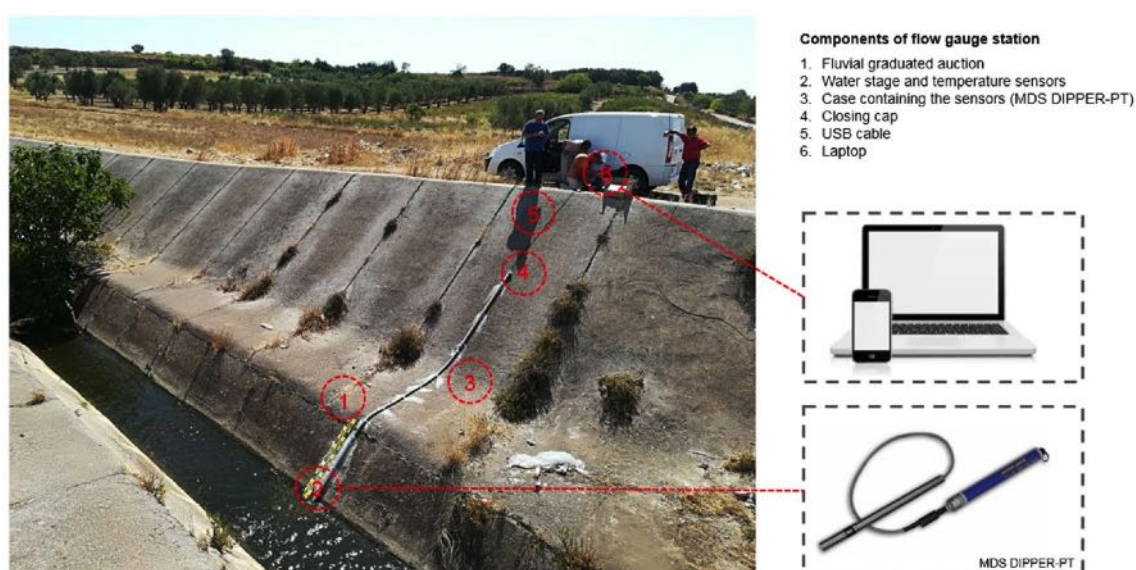 Components of flow gauge station
1. Fluvial graduated auction
2. Water stage and temperature sensors
3. Case containing the sensors (MDS DIPPER-PT)
4. Closing cap
5. USB cable
6. Laptop
6
5
4
3
1
2
MDS DIPPER-PT